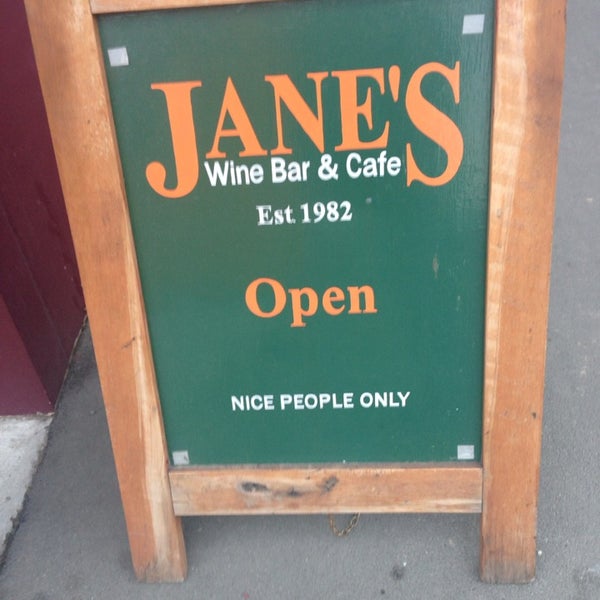 JANE'S
Wine Bar & Cafe
Est 1982
Open
NICE PEOPLE ONLY